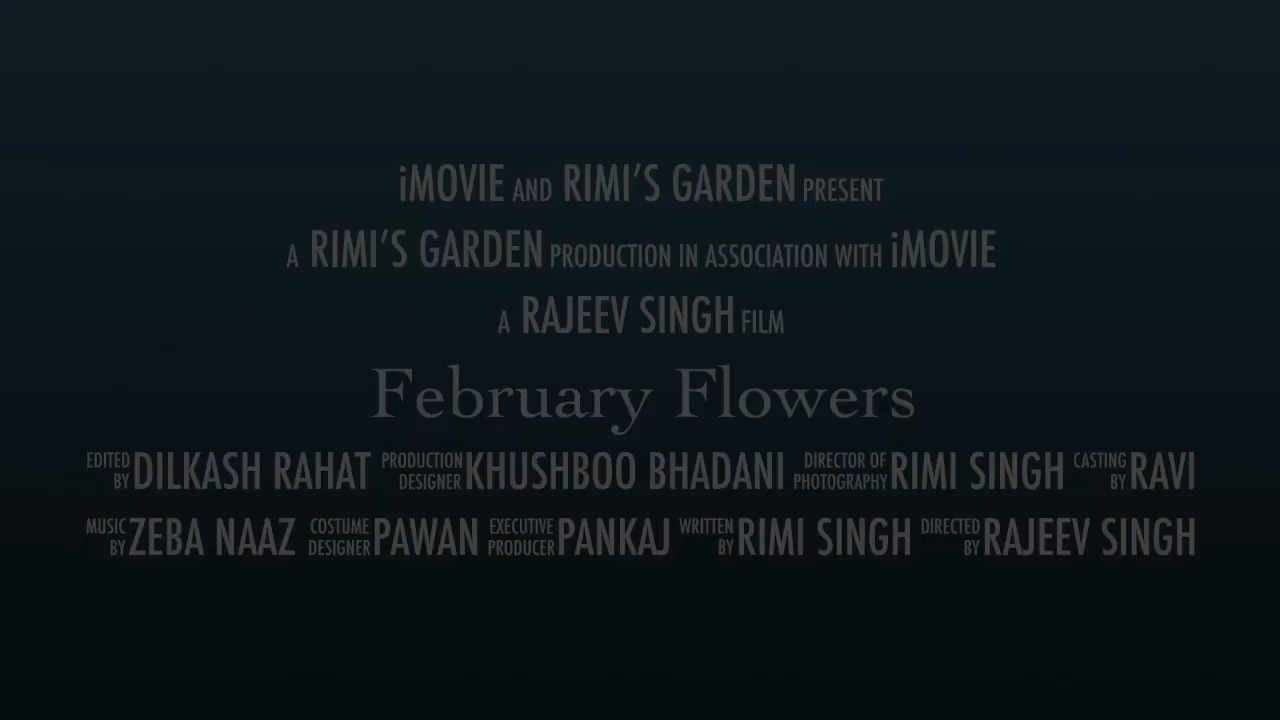 iMOVIE AND RIMI'S GARDEN PRESENT
A RIMI'S GARDEN PRODUCTION IN ASSOCIATION WITH iMOVIE
A RAJEEV SINGH FILM
February Flowers
EDITED BY DILKASH RAHAT PRODUCTION DESIGNER KHUSHBOO BHADANI DIRECTOR OF PHOTOGRAPHY RIMI SINGH CASTING BY RAVI
MUSIC BY ZEBA NAAZ COSTUME DESIGNER PAWAN EXECUTIVE PRODUCER PANKAJ WRITTEN BY RIMI SINGH DIRECTED BY RAJEEV SINGH